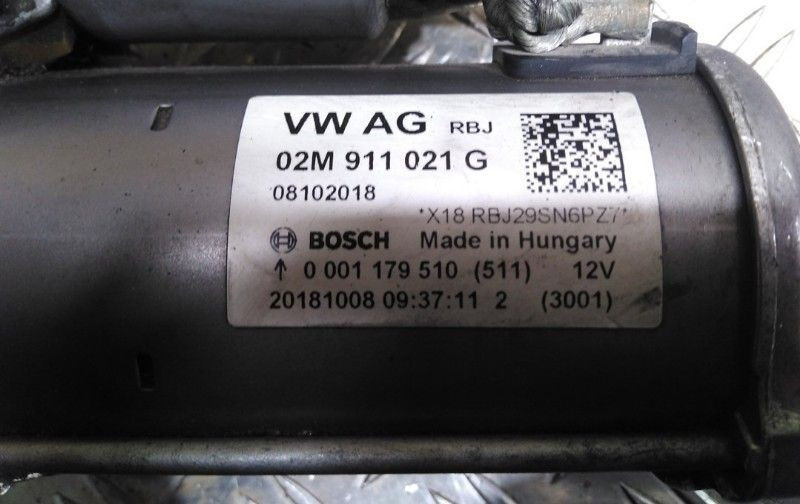 VW AG RBJ
02M 911 021 G
08102018
*X18 RBJ29SN6PZ7*
BOSCH Made in Hungary
↑ 0 001 179 510 (511) 12V
20181008 09:37:11 2 (3001)